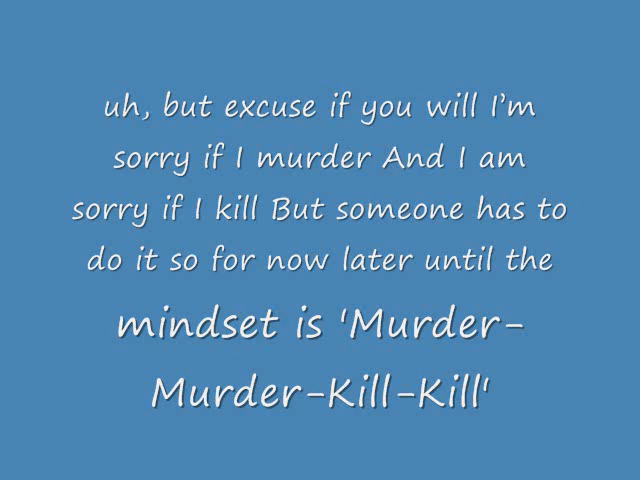 uh, but excuse if you will I’m
sorry if I murder And I am
sorry if I kill But someone has to
do it so for now later until the
mindset is 'Murder-
Murder-Kill-Kill'